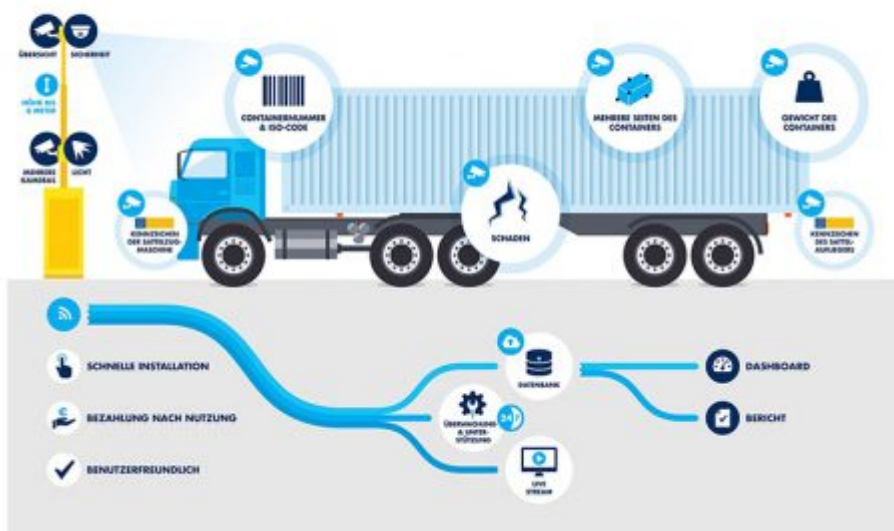 ÜBERSICHT
SICHERHEIT
HÖHE BIS
6 METER
MEHRERE
KAMERAS
LICHT
CONTAINERNUMMER
& ISO-CODE
MEHRERE SEITEN DES
CONTAINERS
GEWICHT DES
CONTAINERS
SCHADEN
KENNZEICHEN
DER SATTELZUG-
MASCHINE
KENNZEICHEN
DES SATTEL-
AUFLIEGERS
SCHNELLE INSTALLATION
BEZAHLUNG NACH NUTZUNG
BENUTZERFREUNDLICH
DATENBANK
ÜBERWACHUNG
& UNTER-
STÜTZUNG
24/7
LIVE
STREAM
DASHBOARD
BERICHT